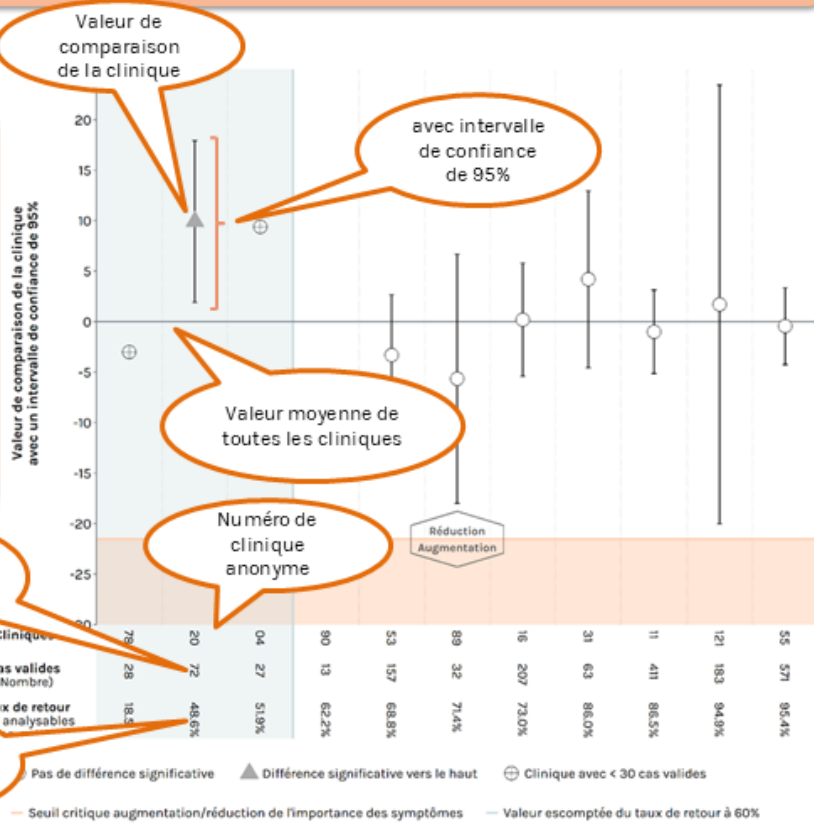 Valeur de
comparaison
de la clinique
avec intervalle
de confiance
de 95%
Valeur de comparaison de la clinique
avec un intervalle de confiance de 95%
20
15
10
5
0
-5
-10
-15
-20
-25
Valeur moyenne de
toutes les cliniques
Numéro de
clinique
anonyme
Réduction
Augmentation
Cliniques 78 20 04 90 53 89 16 31 11 121 55
cas valides 28 72 27 13 157 32 207 63 411 183 571
Nombre)
de retour 48.6% 51.9% 62.2% 68.8% 71.4% 73.0% 86.0% 86.5% 94.9% 95.4%
analysables
Pas de différence significative
Différence significative vers le haut
Clinique avec < 30 cas valides
Seuil critique augmentation/réduction de l'importance des symptômes
Valeur escomptée du taux de retour à 60%